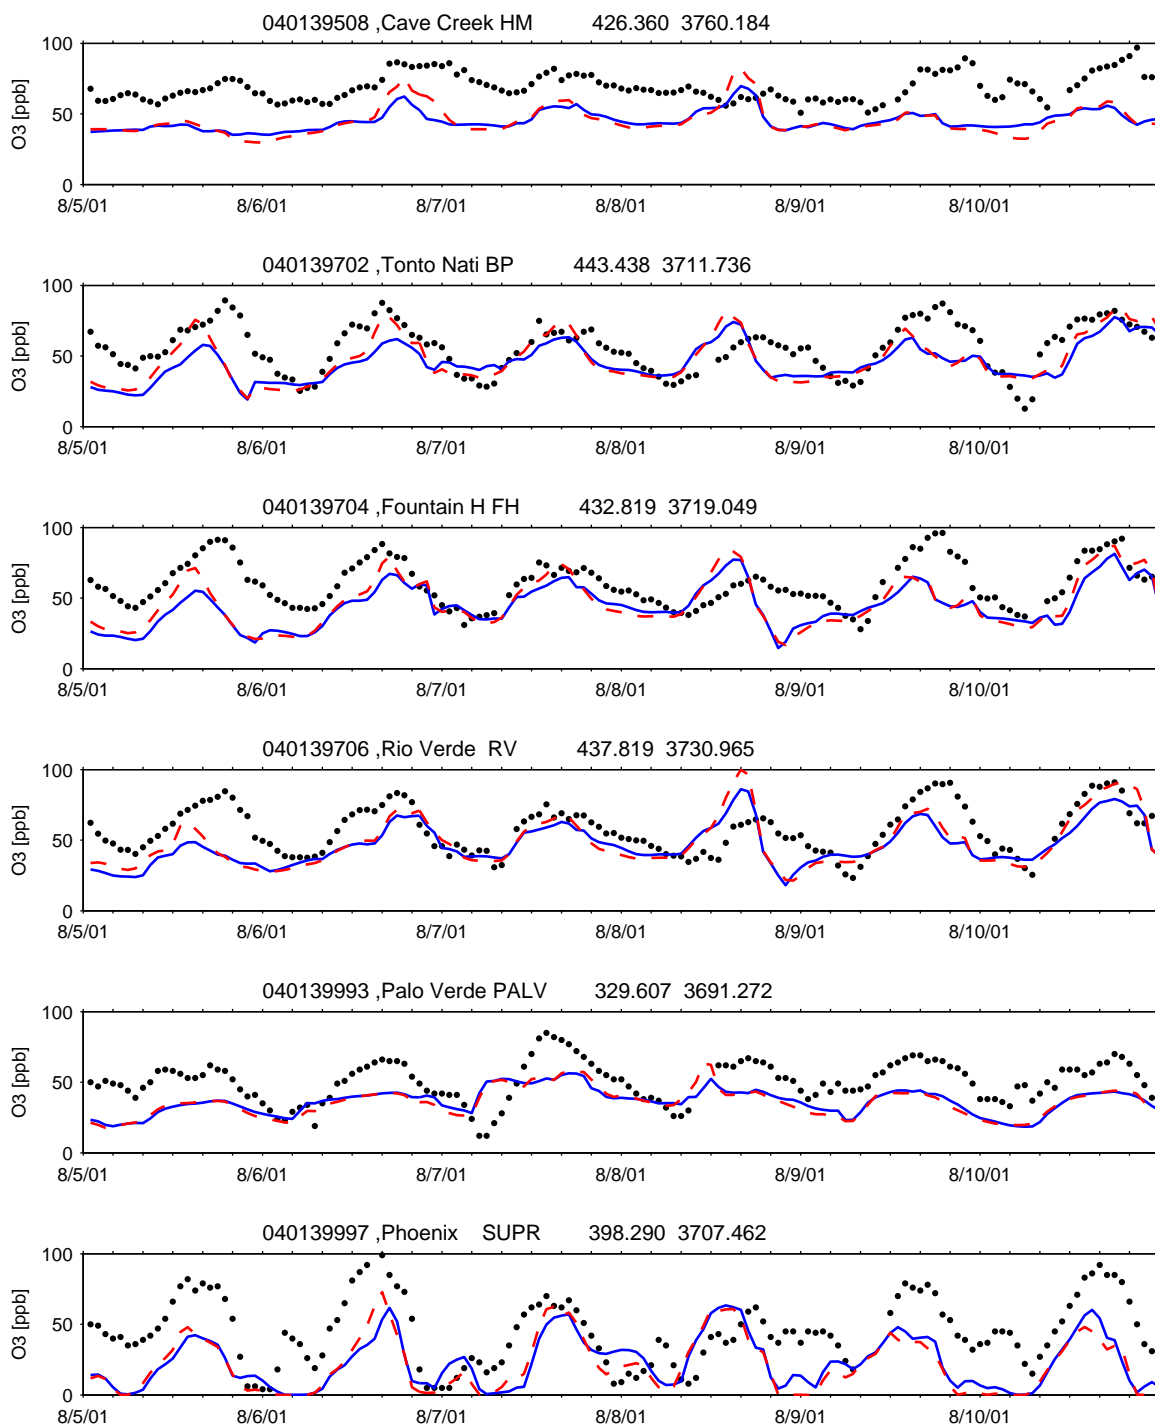 040139508 ,Cave Creek HM 426.360 3760.184
100
50
0
O3 [ppb]
8/5/01 8/6/01 8/7/01 8/8/01 8/9/01 8/10/01
040139702 ,Tonto Nati BP 443.438 3711.736
100
50
0
O3 [ppb]
8/5/01 8/6/01 8/7/01 8/8/01 8/9/01 8/10/01
040139704 ,Fountain H FH 432.819 3719.049
100
50
0
O3 [ppb]
8/5/01 8/6/01 8/7/01 8/8/01 8/9/01 8/10/01
040139706 ,Rio Verde RV 437.819 3730.965
100
50
0
O3 [ppb]
8/5/01 8/6/01 8/7/01 8/8/01 8/9/01 8/10/01
040139993 ,Palo Verde PALV 329.607 3691.272
100
50
0
O3 [ppb]
8/5/01 8/6/01 8/7/01 8/8/01 8/9/01 8/10/01
040139997 ,Phoenix SUPR 398.290 3707.462
100
50
0
O3 [ppb]
8/5/01 8/6/01 8/7/01 8/8/01 8/9/01 8/10/01